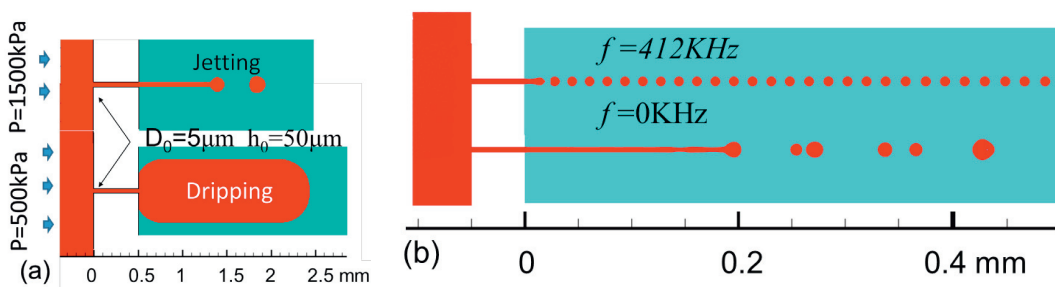 P=1500kPa
Jetting
D₀=5μm h₀=50μm
P=500kPa
Dripping
(a)
0 0.5 1 1.5 2 2.5 mm
f=412KHz
f=0KHz
(b)
0 0.2 0.4 mm